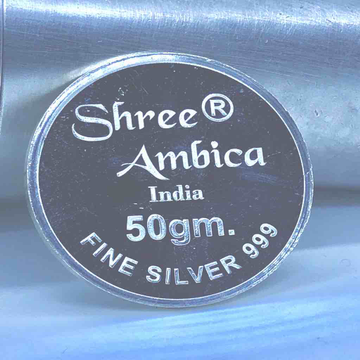 Shree®
Ambica
India
50gm.
FINE SILVER 999